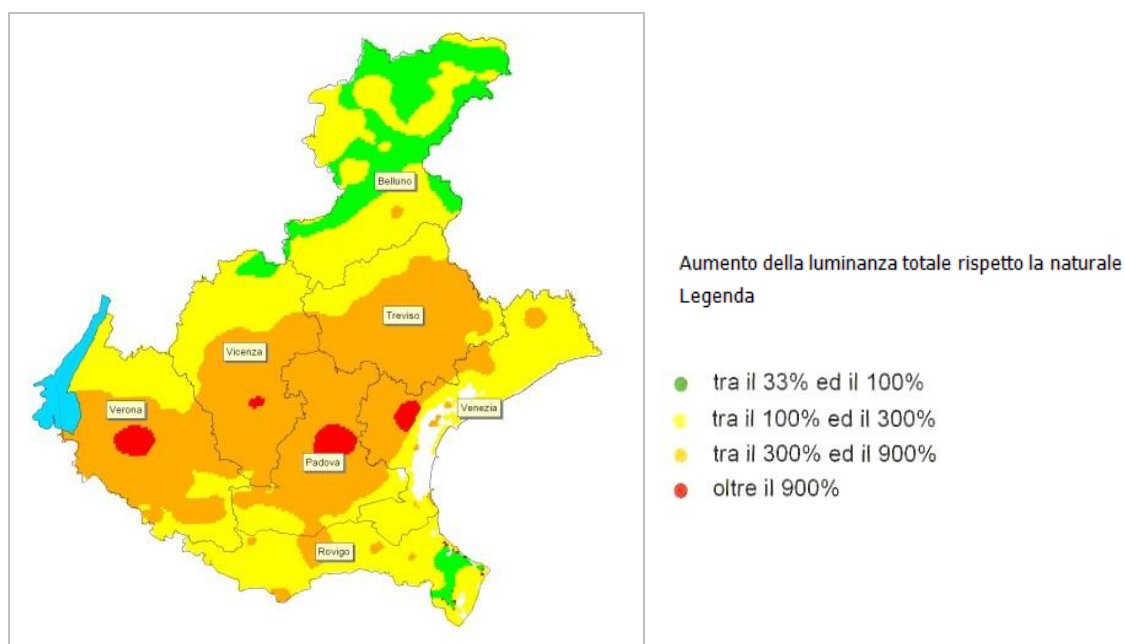 Belluno
Treviso
Vicenza
Verona
Venezia
Padova
Rovigo
Aumento della luminanza totale rispetto la naturale
Legenda
tra il 33% ed il 100%
tra il 100% ed il 300%
tra il 300% ed il 900%
oltre il 900%